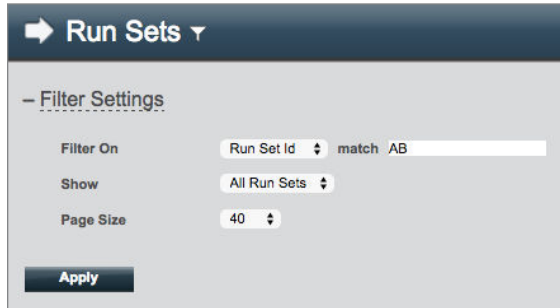 Run Sets
– Filter Settings
Filter On Run Set Id match AB
Show All Run Sets
Page Size 40
Apply